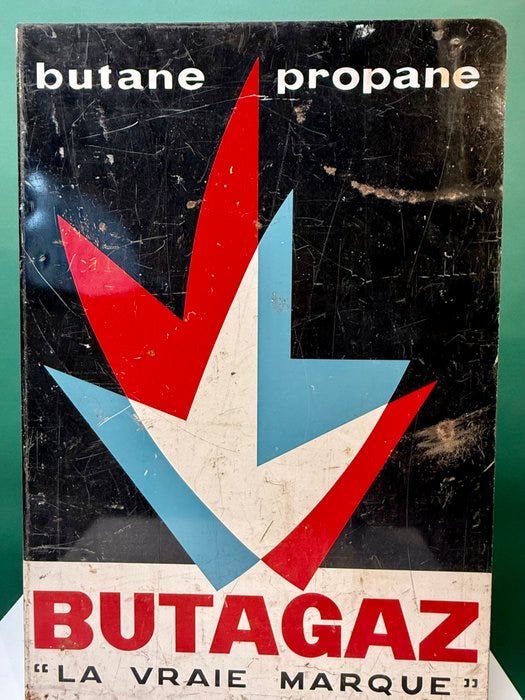 butane propane
BUTAGAZ
“LA VRAIE MARQUE”